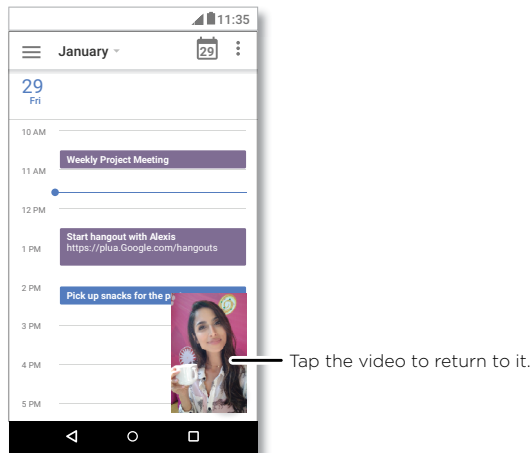 11:35
January
29
29
Fri
10 AM
Weekly Project Meeting
11 AM
12 PM
Start hangout with Alexis
1 PM
https://plua.Google.com/hangouts
2 PM
Pick up snacks for the p
3 PM
Tap the video to return to it.
4 PM
5 PM